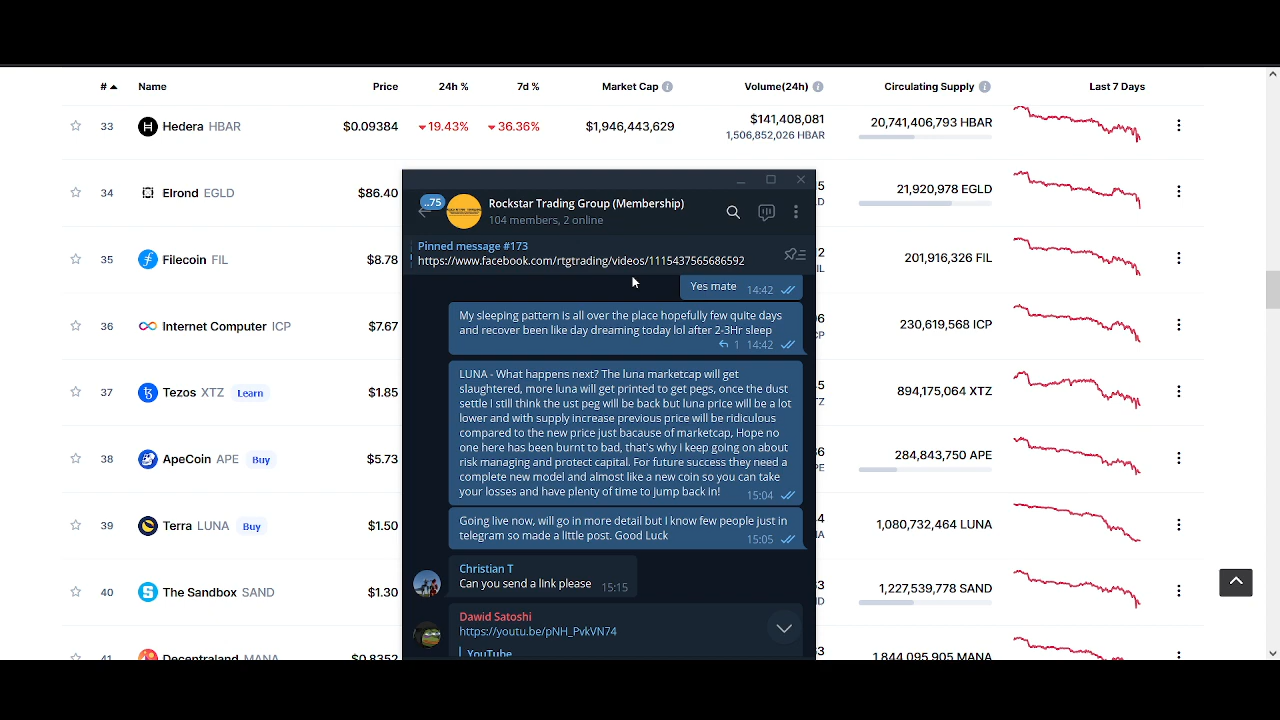 # Name Price 24h % 7d % Market Cap Volume(24h) Circulating Supply Last 7 Days
33 Hedera HBAR $0.09384 19.43% 36.36% $1,946,443,629 $141,408,081 20,741,406,793 HBAR
1,506,852,026 HBAR
34 Elrond EGLD $86.40 21,920,978 EGLD
35 Filecoin FIL $8.78 201,916,326 FIL
36 Internet Computer ICP $7.67 230,619,568 ICP
37 Tezos XTZ Learn $1.85 894,175,064 XTZ
38 ApeCoin APE Buy $5.73 284,843,750 APE
39 Terra LUNA Buy $1.50 1,080,732,464 LUNA
40 The Sandbox SAND $1.30 1,227,539,778 SAND
41 Decentraland MANA $0.8352 1,844,095,905 MANA
..75
Rockstar Trading Group (Membership)
104 members, 2 online
Pinned message #173
https://www.facebook.com/rtgtrading/videos/1115437565686592
Yes mate 14:42
My sleeping pattern is all over the place hopefully few quite days
and recover been like day dreaming today lol after 2-3Hr sleep
1 14:42
LUNA - What happens next? The luna marketcap will get
slaughtered, more luna will get printed to get pegs, once the dust
settle I still think the ust peg will be back but luna price will be a lot
lower and with supply increase previous price will be ridiculous
compared to the new price just bacause of marketcap, Hope no
one here has been burnt to bad, that's why I keep going on about
risk managing and protect capital. For future success they need a
complete new model and almost like a new coin so you can take
your losses and have plenty of time to jump back in! 15:04
Going live now, will go in more detail but I know few people just in
telegram so made a little post. Good Luck 15:05
Christian T
Can you send a link please 15:15
Dawid Satoshi
https://youtu.be/pNH_PvkVN74
YouTube